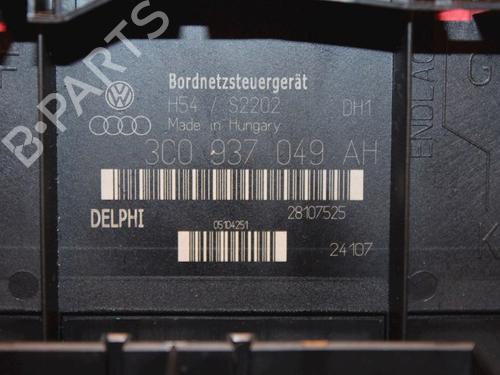 Bordnetzsteuergerät
H54 / S2202 DH1
Made in Hungary
3C0 937 049 AH
28107525
DELPHI
05104251
24107
B-PARTS
ENDLAG